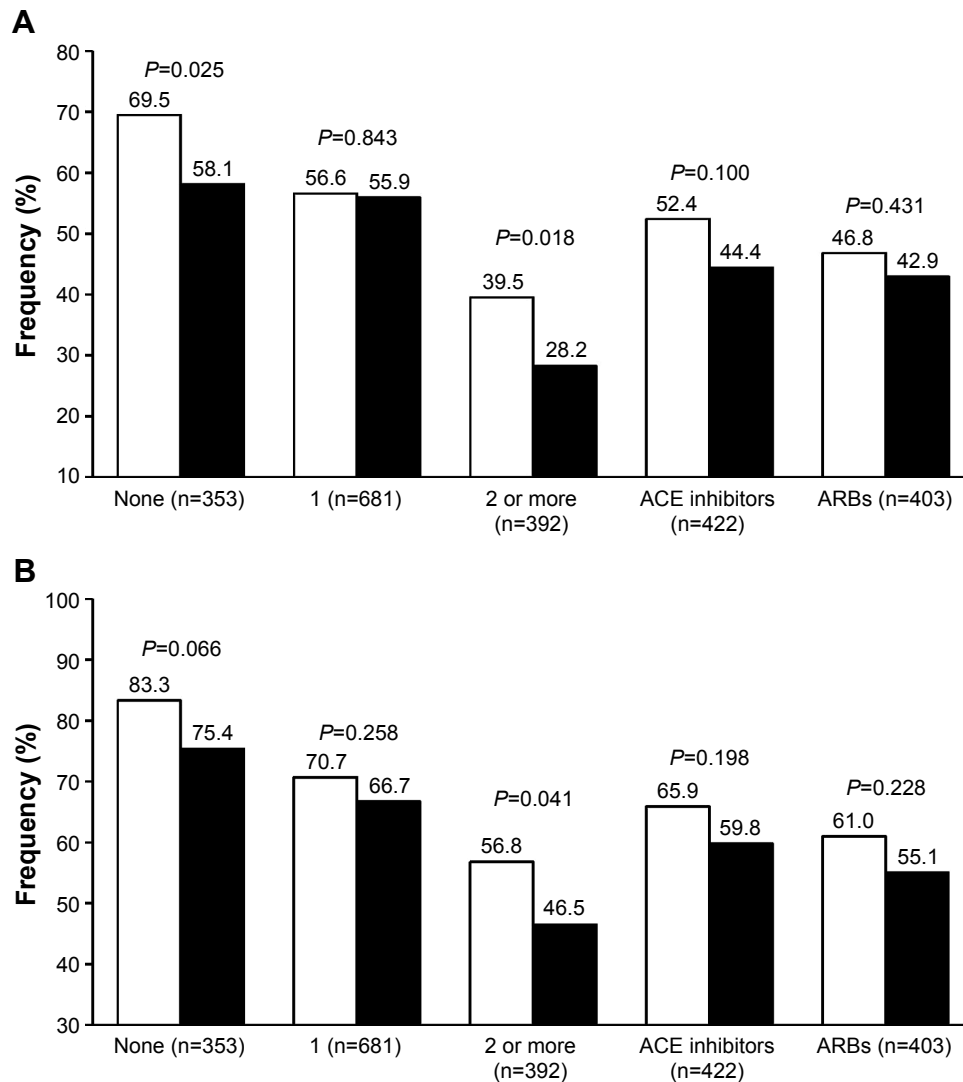 A
Frequency (%)
80
70
60
50
40
30
20
10
P=0.025
69.5
58.1
P=0.843
56.6
55.9
P=0.018
39.5
28.2
P=0.100
52.4
44.4
P=0.431
46.8
42.9
None (n=353)
1 (n=681)
2 or more
(n=392)
ACE inhibitors
(n=422)
ARBs (n=403)
B
Frequency (%)
100
90
80
70
60
50
40
30
P=0.066
83.3
75.4
P=0.258
70.7
66.7
P=0.041
56.8
46.5
P=0.198
65.9
59.8
P=0.228
61.0
55.1
None (n=353)
1 (n=681)
2 or more
(n=392)
ACE inhibitors
(n=422)
ARBs (n=403)